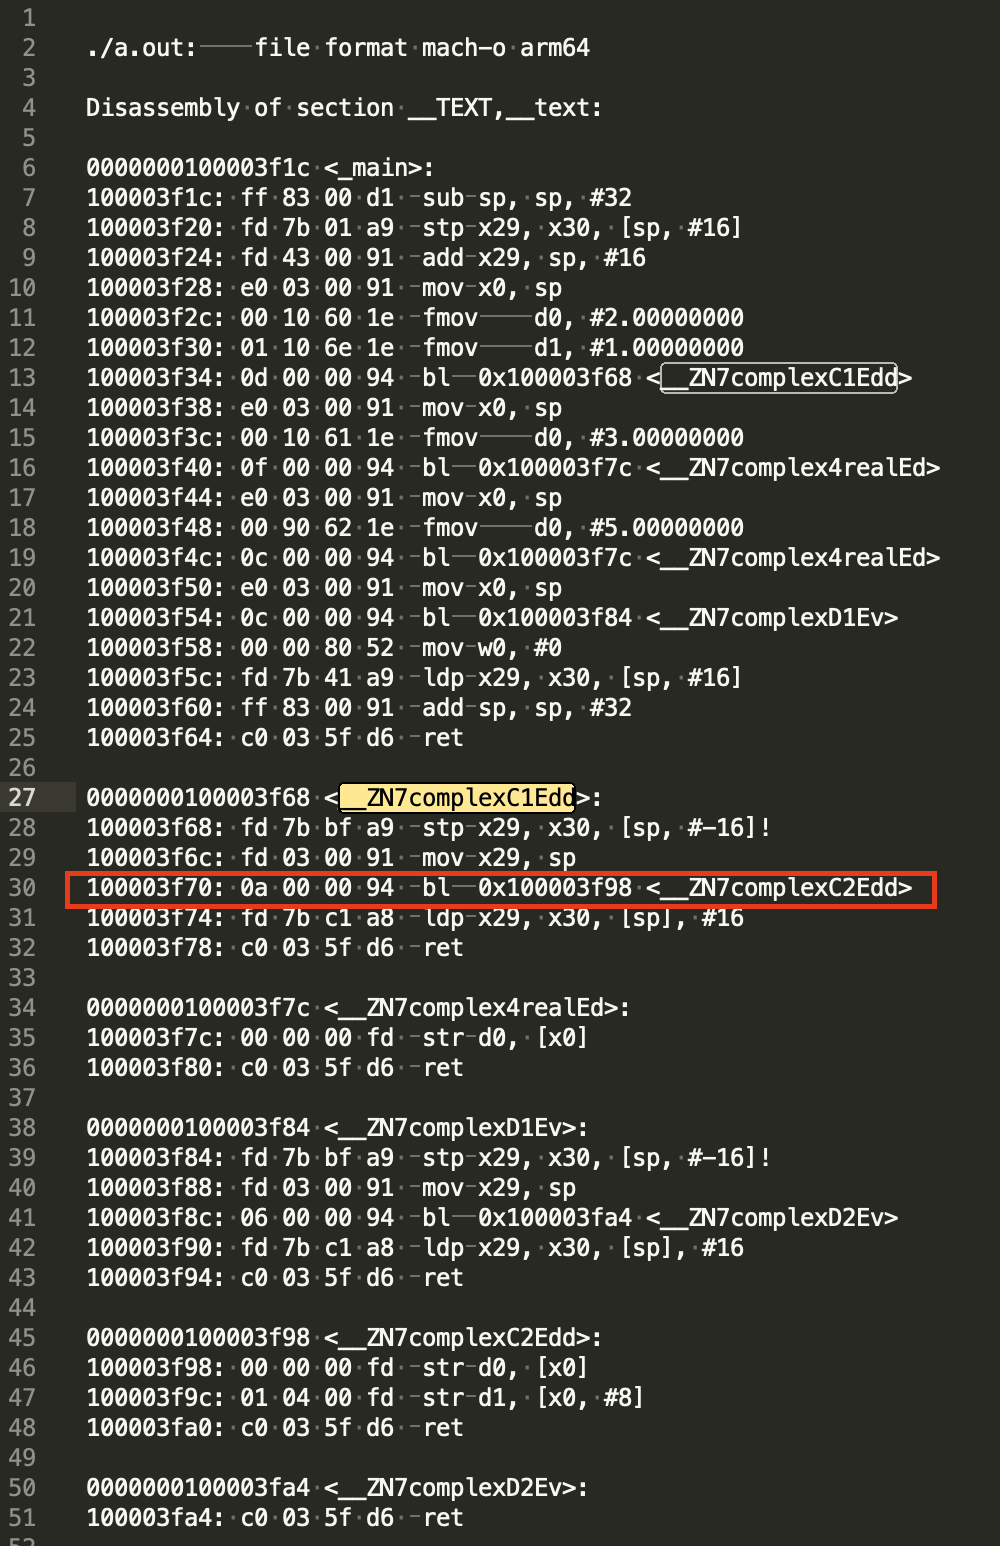 1
2 ./a.out: file format mach-o arm64
3
4 Disassembly of section __TEXT,__text:
5
6 0000000100003f1c <_main>:
7 100003f1c: ff 83 00 d1 sub sp, sp, #32
8 100003f20: fd 7b 01 a9 stp x29, x30, [sp, #16]
9 100003f24: fd 43 00 91 add x29, sp, #16
10 100003f28: e0 03 00 91 mov x0, sp
11 100003f2c: 00 10 60 1e fmov d0, #2.00000000
12 100003f30: 01 10 6e 1e fmov d1, #1.00000000
13 100003f34: 0d 00 00 94 bl 0x100003f68 <__ZN7complexC1Edd>
14 100003f38: e0 03 00 91 mov x0, sp
15 100003f3c: 00 10 61 1e fmov d0, #3.00000000
16 100003f40: 0f 00 00 94 bl 0x100003f7c <__ZN7complex4realEd>
17 100003f44: e0 03 00 91 mov x0, sp
18 100003f48: 00 90 62 1e fmov d0, #5.00000000
19 100003f4c: 0c 00 00 94 bl 0x100003f7c <__ZN7complex4realEd>
20 100003f50: e0 03 00 91 mov x0, sp
21 100003f54: 0c 00 00 94 bl 0x100003f84 <__ZN7complexD1Ev>
22 100003f58: 00 00 80 52 mov w0, #0
23 100003f5c: fd 7b 41 a9 ldp x29, x30, [sp, #16]
24 100003f60: ff 83 00 91 add sp, sp, #32
25 100003f64: c0 03 5f d6 ret
26
27 0000000100003f68 <__ZN7complexC1Edd>:
28 100003f68: fd 7b bf a9 stp x29, x30, [sp, #-16]!
29 100003f6c: fd 03 00 91 mov x29, sp
30 100003f70: 0a 00 00 94 bl 0x100003f98 <__ZN7complexC2Edd>
31 100003f74: fd 7b c1 a8 ldp x29, x30, [sp], #16
32 100003f78: c0 03 5f d6 ret
33
34 0000000100003f7c <__ZN7complex4realEd>:
35 100003f7c: 00 00 00 fd str d0, [x0]
36 100003f80: c0 03 5f d6 ret
37
38 0000000100003f84 <__ZN7complexD1Ev>:
39 100003f84: fd 7b bf a9 stp x29, x30, [sp, #-16]!
40 100003f88: fd 03 00 91 mov x29, sp
41 100003f8c: 06 00 00 94 bl 0x100003fa4 <__ZN7complexD2Ev>
42 100003f90: fd 7b c1 a8 ldp x29, x30, [sp], #16
43 100003f94: c0 03 5f d6 ret
44
45 0000000100003f98 <__ZN7complexC2Edd>:
46 100003f98: 00 00 00 fd str d0, [x0]
47 100003f9c: 01 04 00 fd str d1, [x0, #8]
48 100003fa0: c0 03 5f d6 ret
49
50 0000000100003fa4 <__ZN7complexD2Ev>:
51 100003fa4: c0 03 5f d6 ret